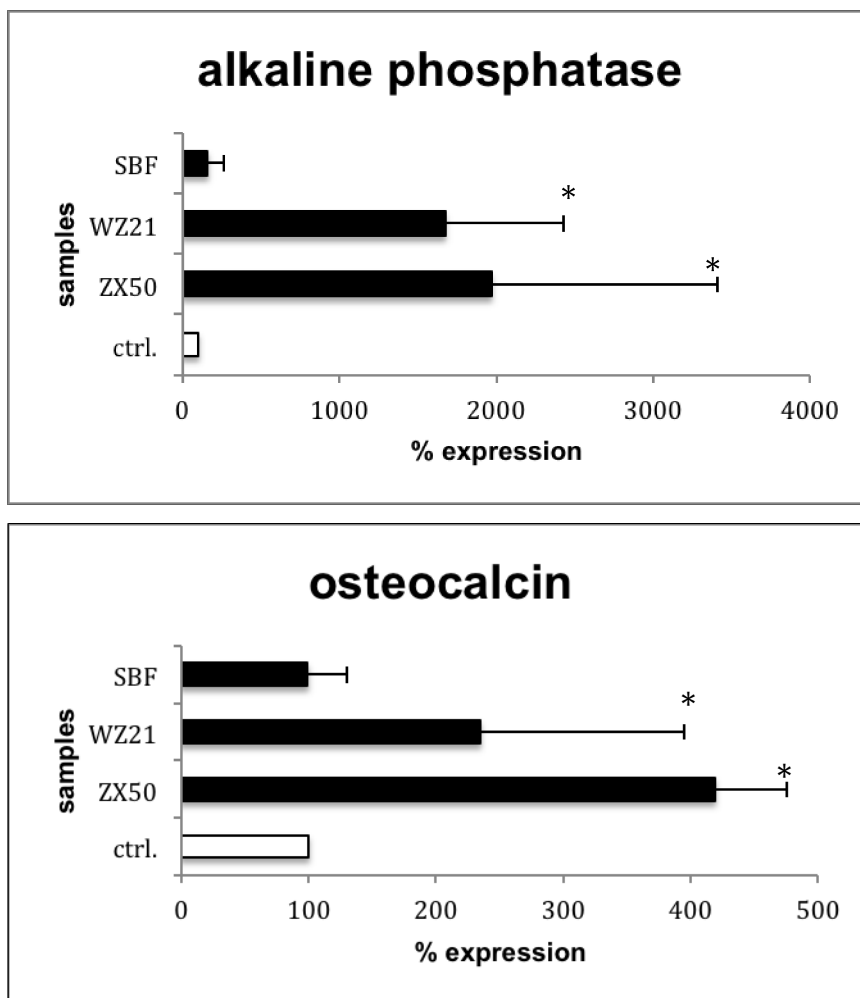 alkaline phosphatase
samples
SBF
*
WZ21
*
ZX50
ctrl.
0 1000 2000 3000 4000
% expression
osteocalcin
samples
SBF
*
WZ21
*
ZX50
ctrl.
0 100 200 300 400 500
% expression